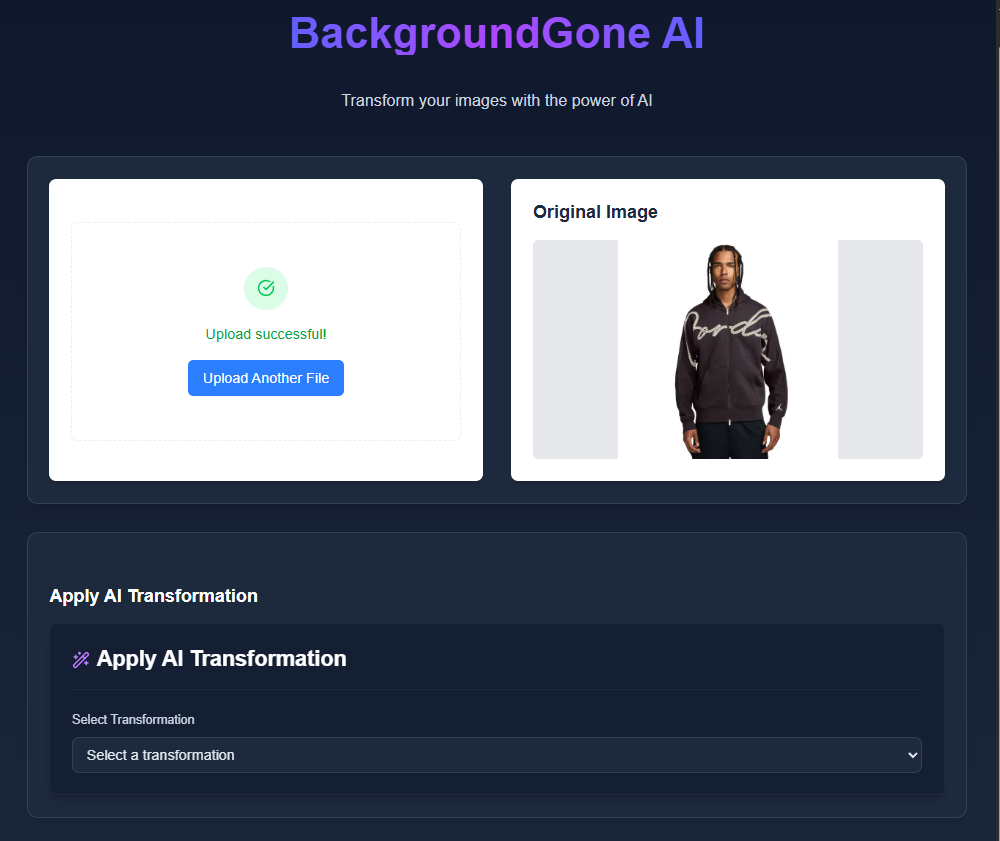 BackgroundGone AI
Transform your images with the power of AI
Upload successful!
Upload Another File
Original Image
Jordan
Apply AI Transformation
Apply AI Transformation
Select Transformation
Select a transformation